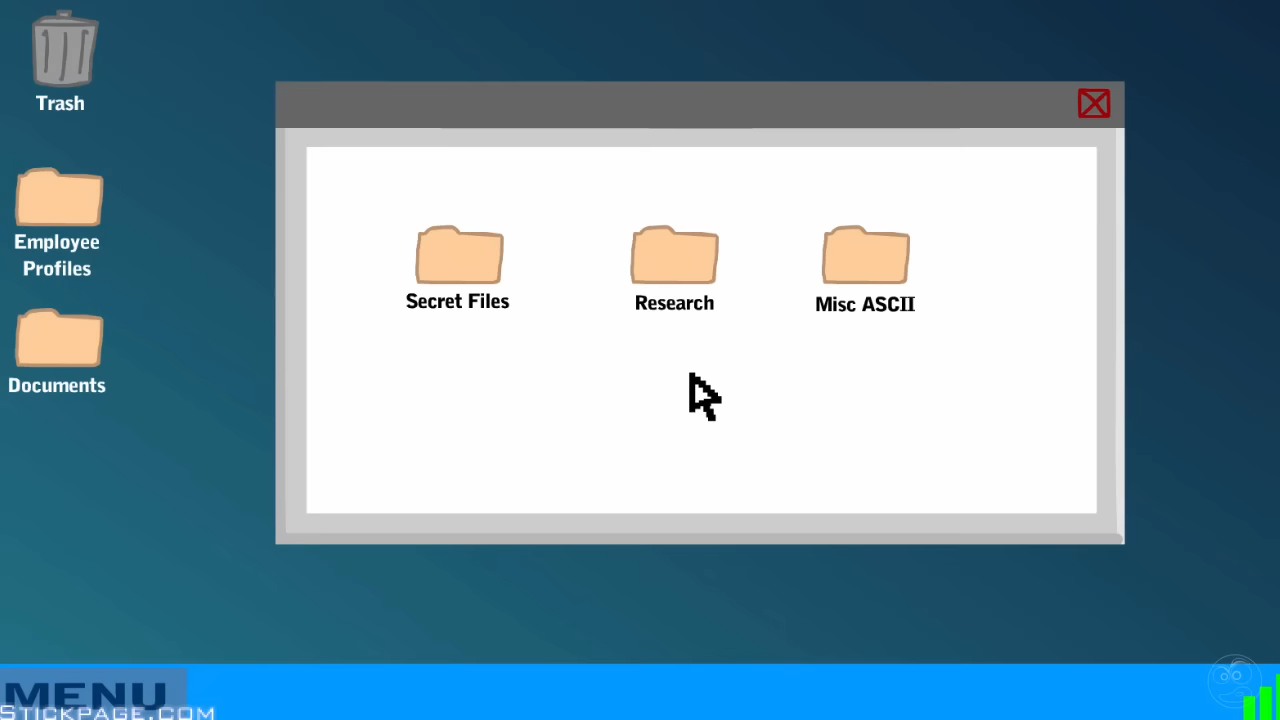 Trash
Employee
Profiles
Documents
Secret Files
Research
Misc ASCII
MENU
STICKPAGE.COM